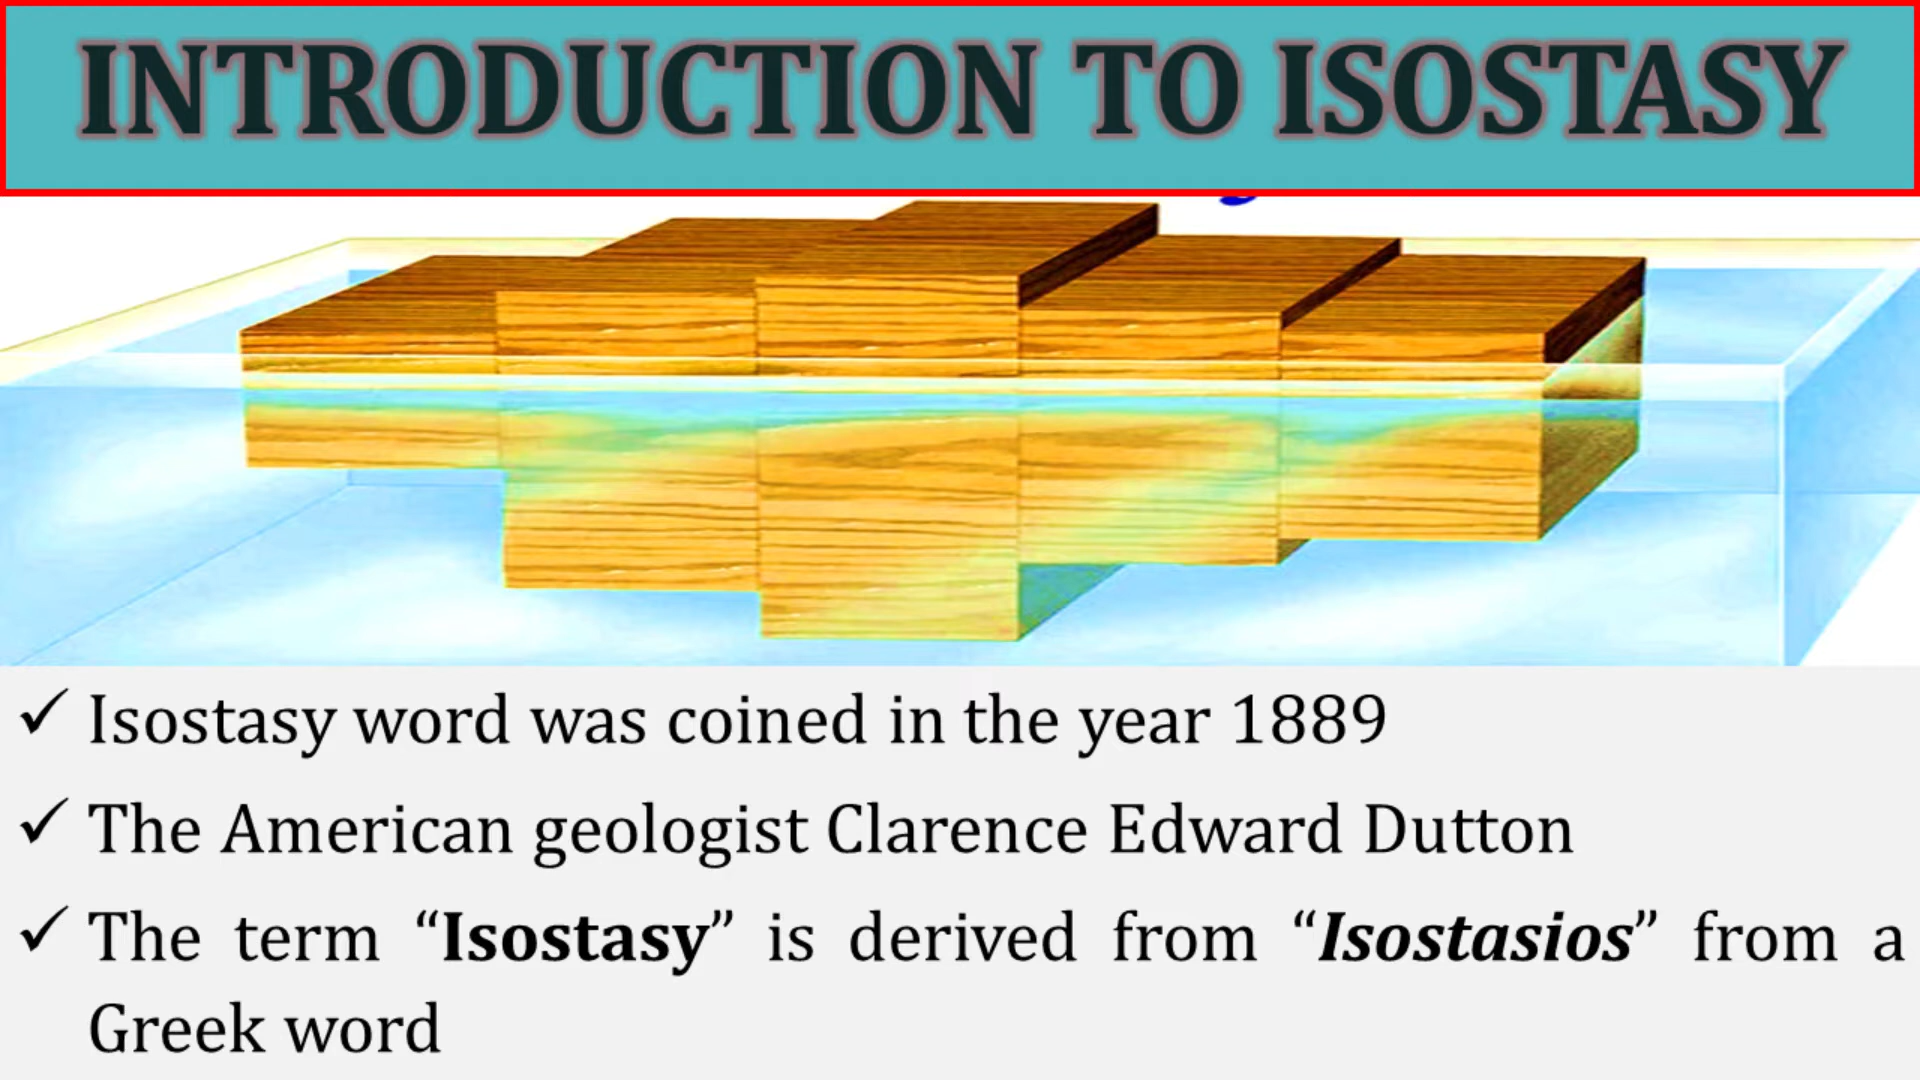 INTRODUCTION TO ISOSTASY
✓ Isostasy word was coined in the year 1889
✓ The American geologist Clarence Edward Dutton
✓ The term “Isostasy” is derived from “Isostasios” from a
Greek word